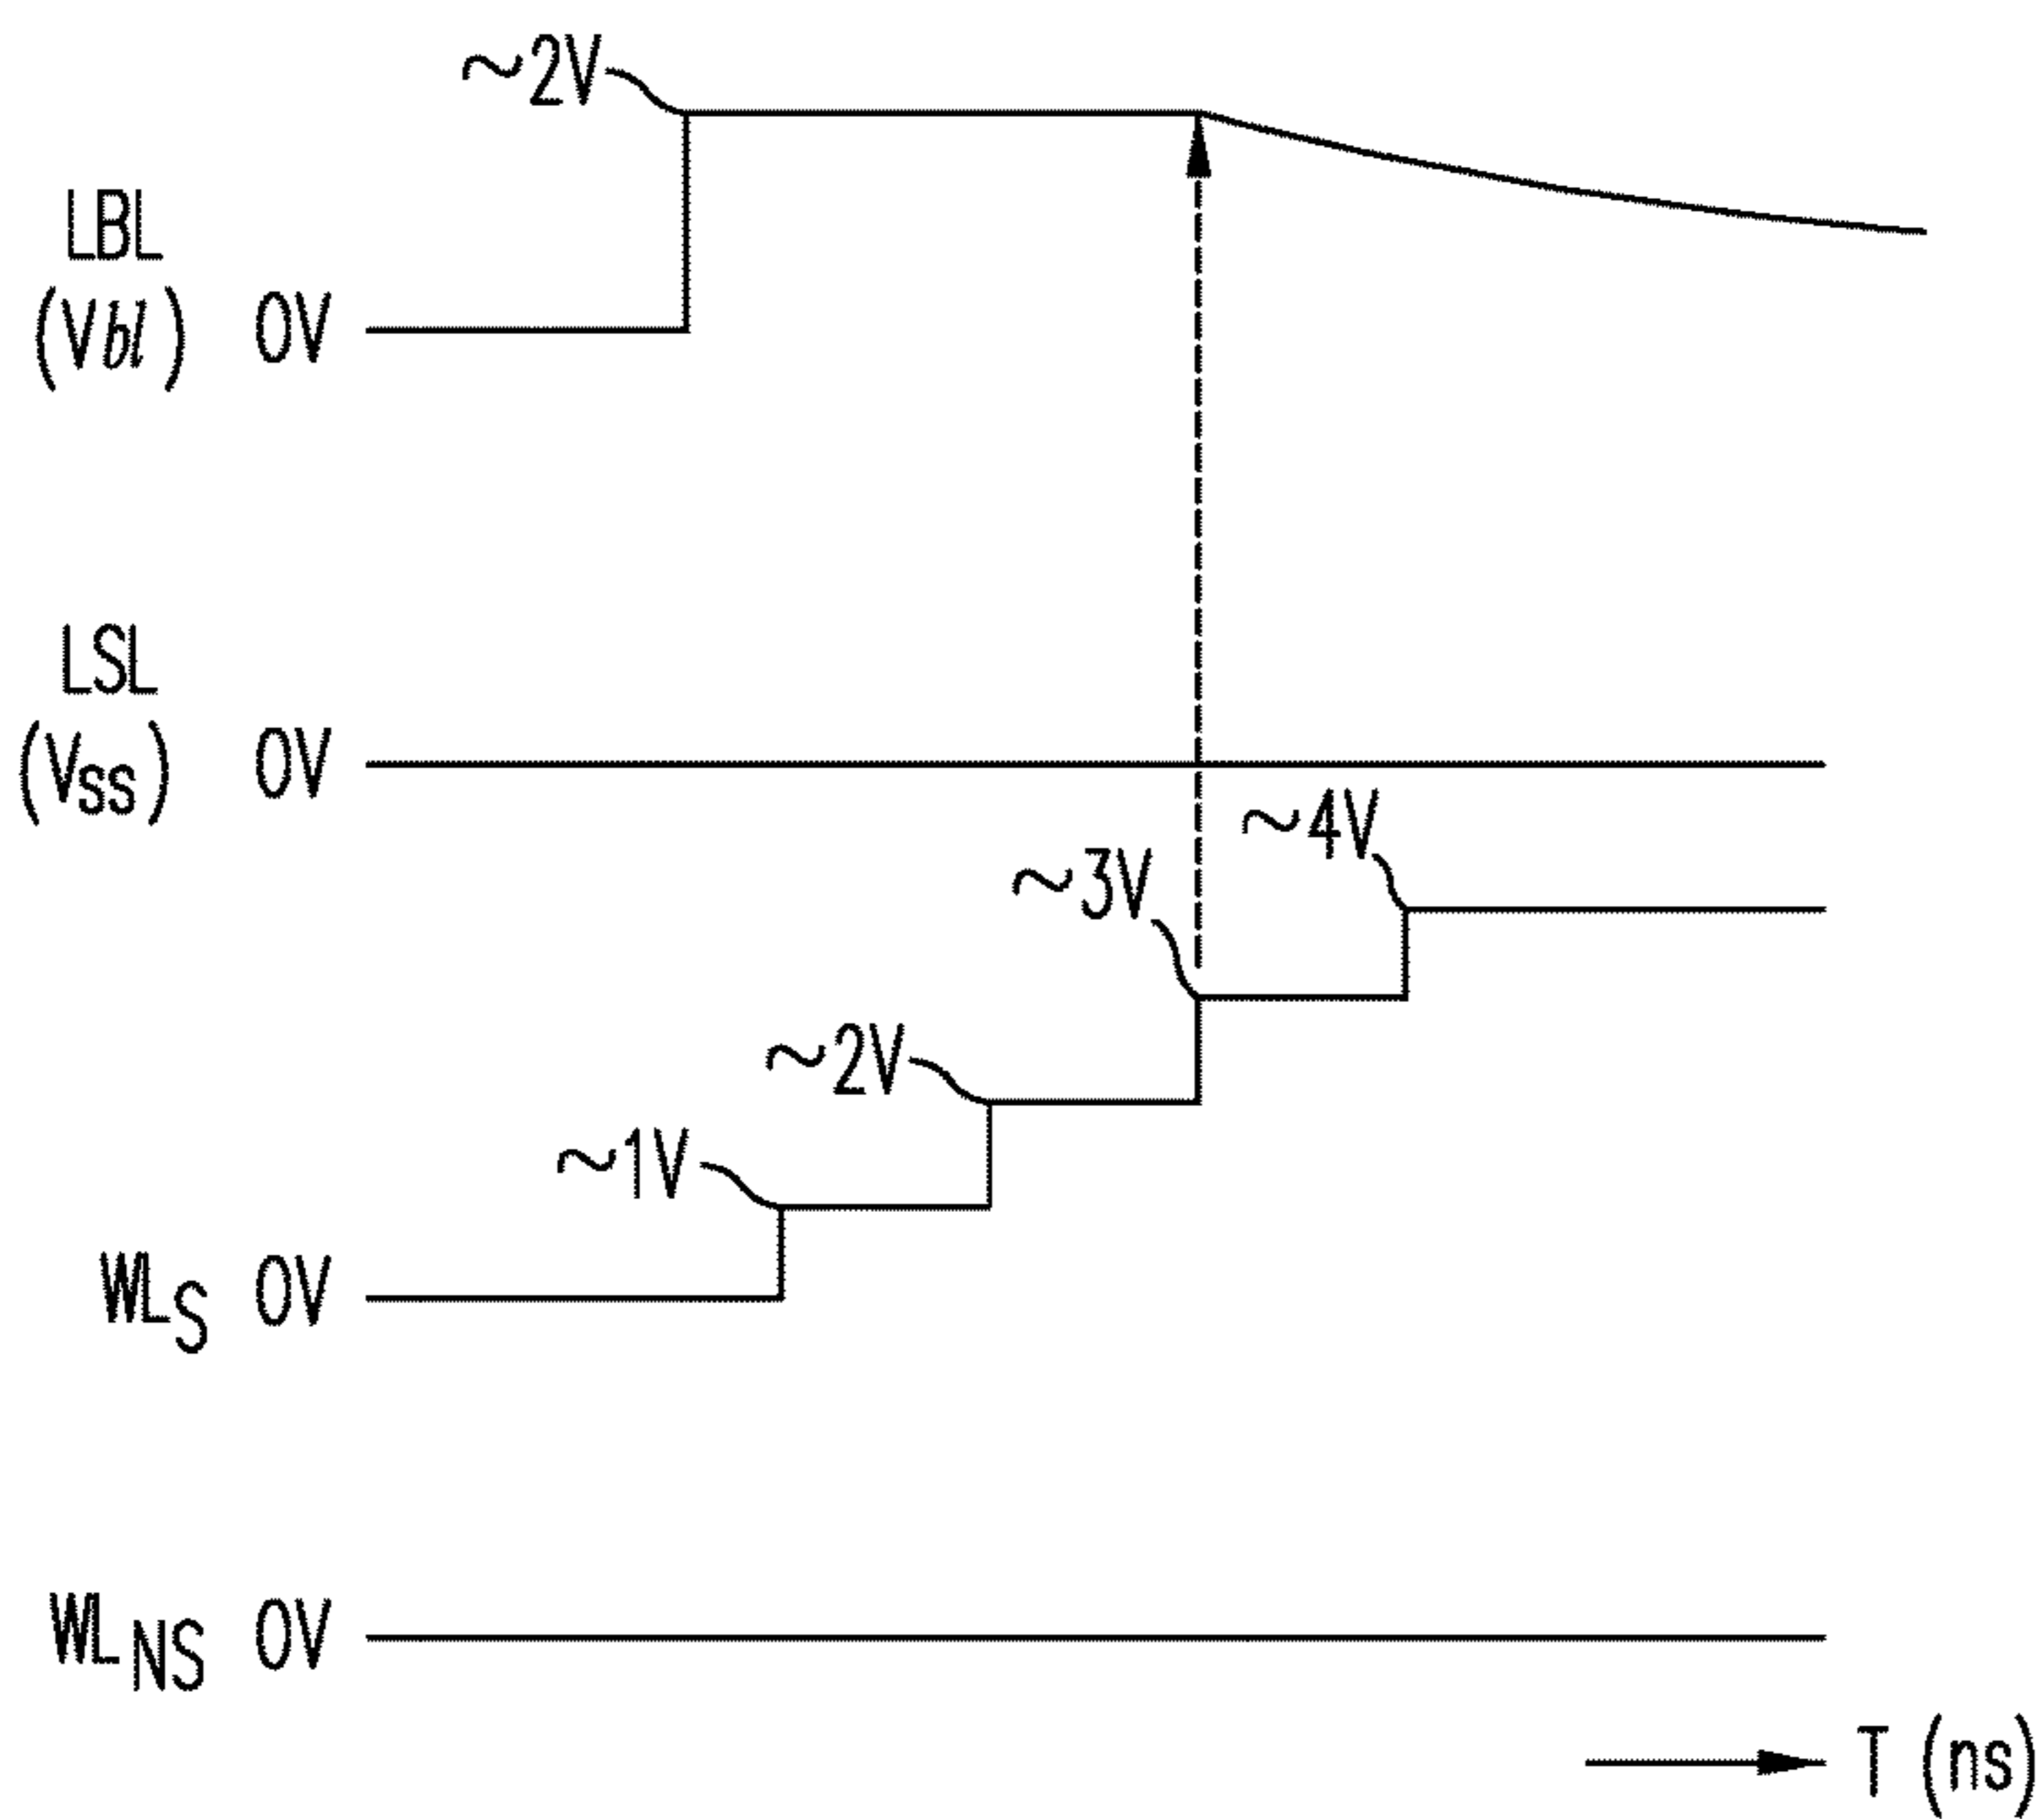 ~2V
LBL
(Vbl) 0V
LSL
(VSS) 0V
~4V
~3V
~2V
~1V
WLS 0V
WLNS 0V
T (ns)